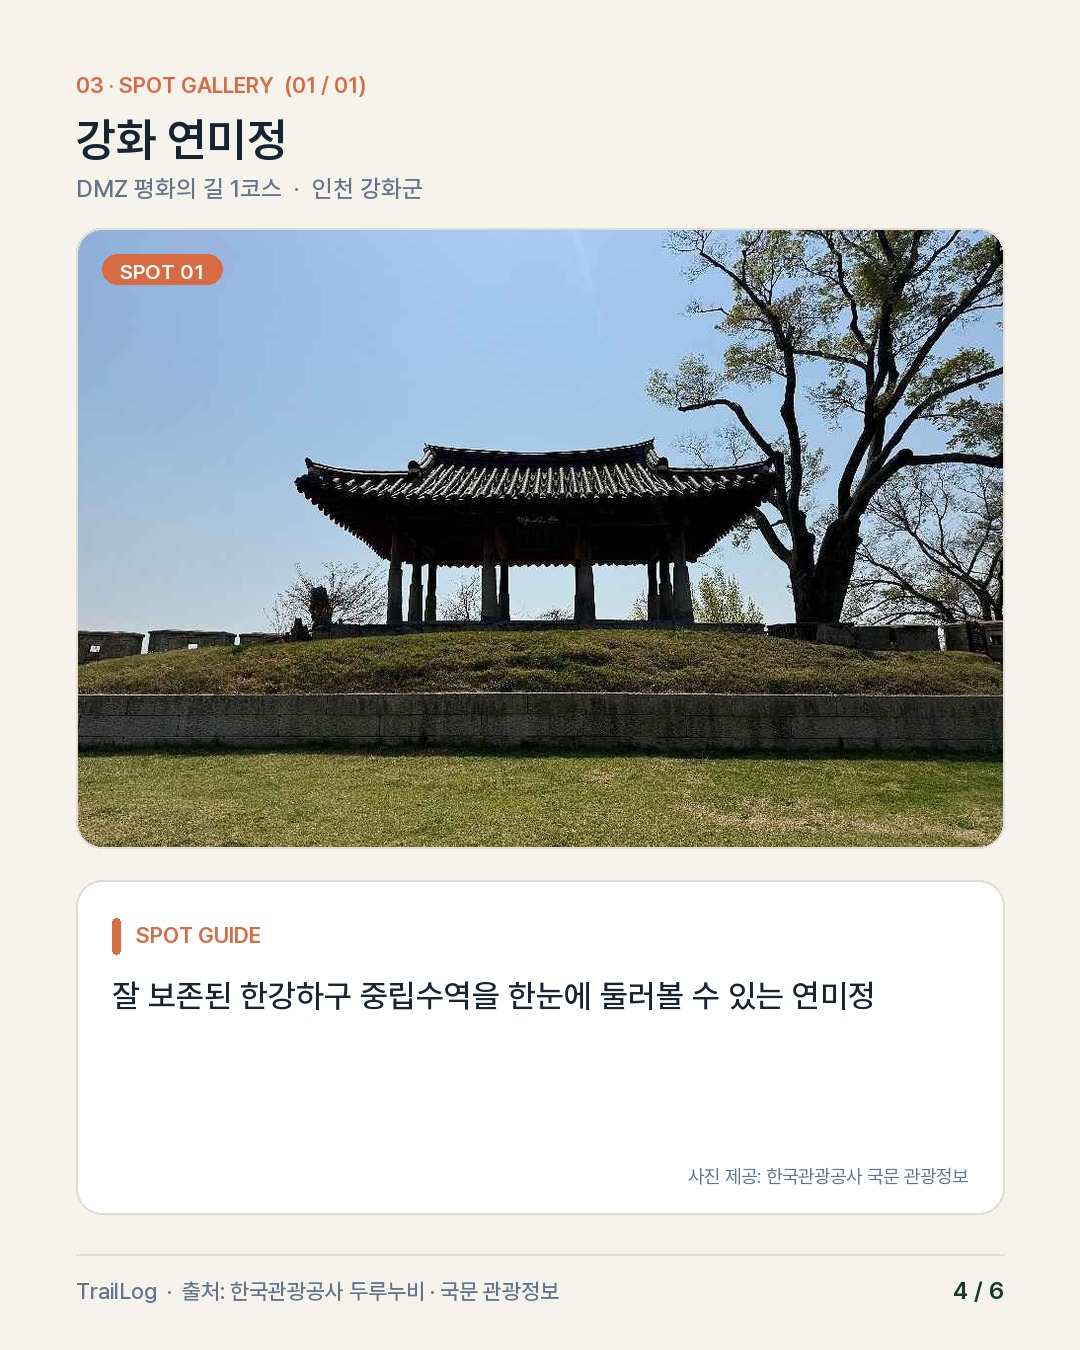 03 · SPOT GALLERY (01 / 01)
강화 연미정
DMZ 평화의 길 1코스 · 인천 강화군
SPOT 01
SPOT GUIDE
잘 보존된 한강하구 중립수역을 한눈에 둘러볼 수 있는 연미정
사진 제공: 한국관광공사 국문 관광정보
TrailLog · 출처: 한국관광공사 두루누비 · 국문 관광정보
4 / 6